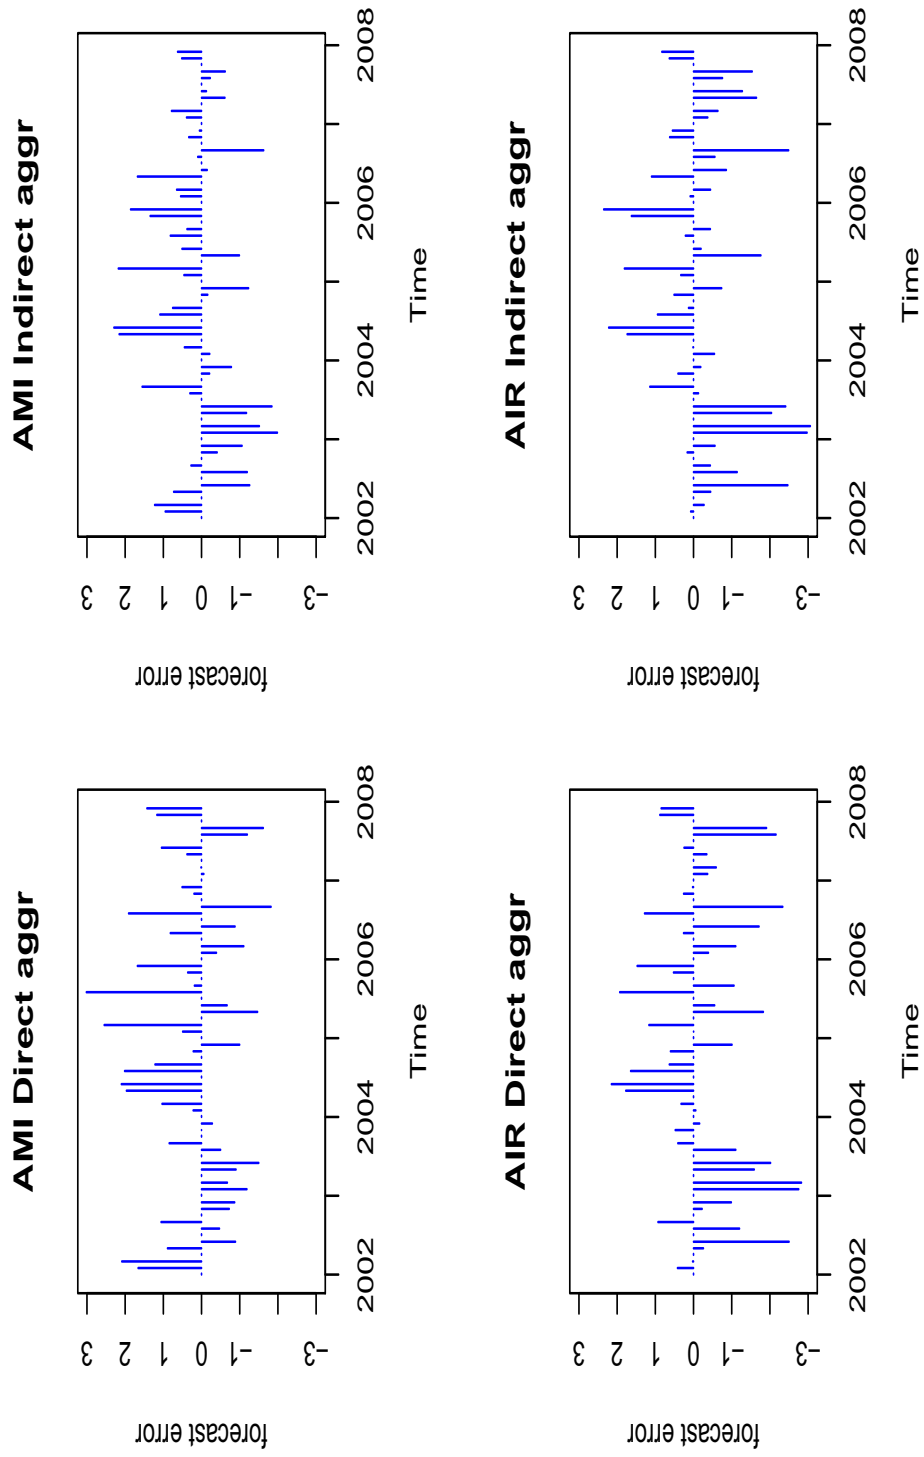 AMI Direct aggr
forecast error
3
2
1
0
−1
−3
2002 2004 2006 2008
Time
AMI Indirect aggr
forecast error
3
2
1
0
−1
−3
2002 2004 2006 2008
Time
AIR Direct aggr
forecast error
3
2
1
0
−1
−3
2002 2004 2006 2008
Time
AIR Indirect aggr
forecast error
3
2
1
0
−1
−3
2002 2004 2006 2008
Time